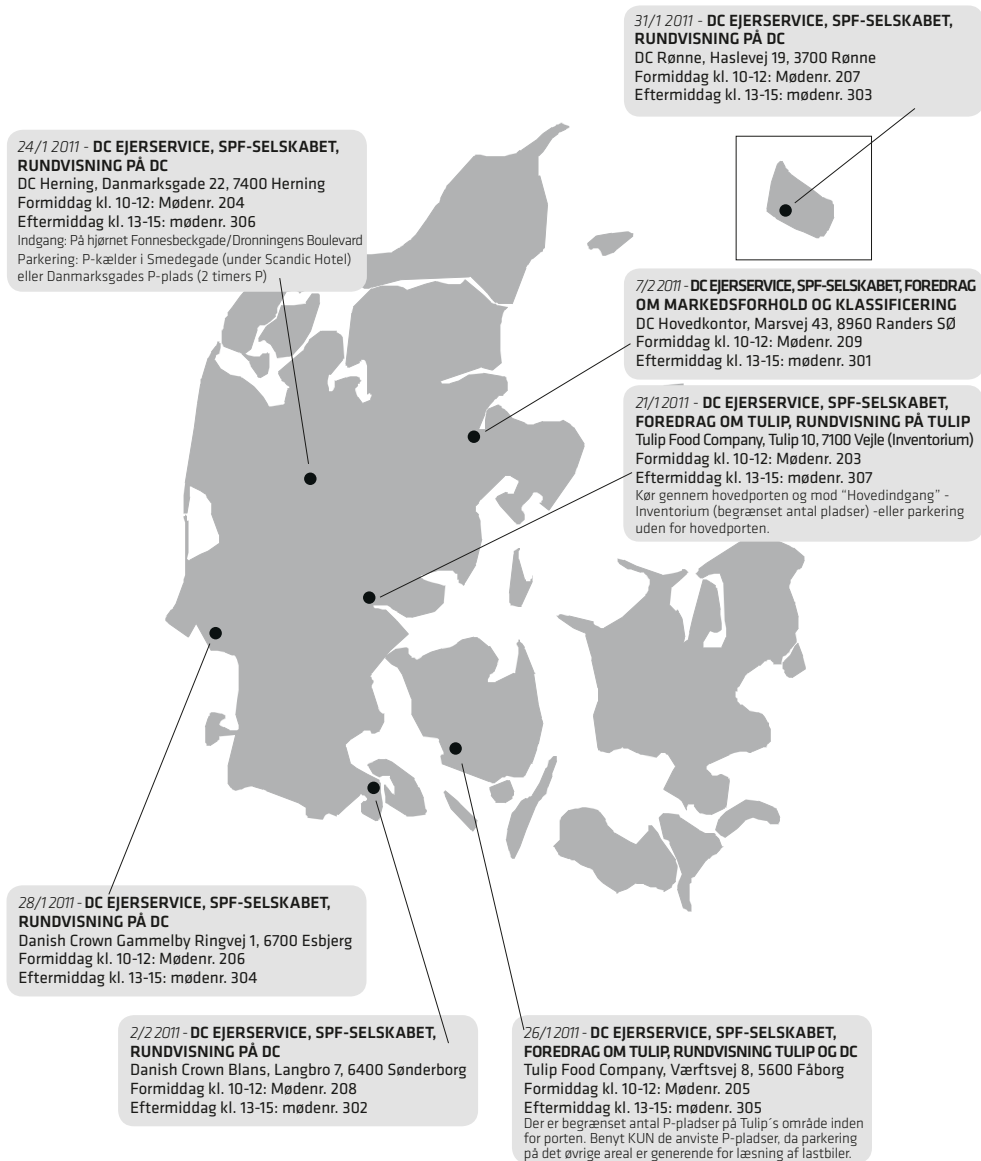 31/1 2011 - DC EJERSERVICE, SPF-SELSKABET,
RUNDVISNING PÅ DC
DC Rønne, Haslevej 19, 3700 Rønne
Formiddag kl. 10-12: Mødenr. 207
Eftermiddag kl. 13-15: mødenr. 303
24/1 2011 - DC EJERSERVICE, SPF-SELSKABET,
RUNDVISNING PÅ DC
DC Herning, Danmarksgade 22, 7400 Herning
Formiddag kl. 10-12: Mødenr. 204
Eftermiddag kl. 13-15: mødenr. 306
Indgang: På hjørnet Fonnesbeckgade/Dronningens Boulevard
Parkering: P-kælder i Smedegade (under Scandic Hotel)
eller Danmarksgades P-plads (2 timers P)
7/2 2011 - DC EJERSERVICE, SPF-SELSKABET, FOREDRAG
OM MARKEDSFORHOLD OG KLASSIFICERING
DC Hovedkontor, Marsvej 43, 8960 Randers SØ
Formiddag kl. 10-12: Mødenr. 209
Eftermiddag kl. 13-15: mødenr. 301
21/1 2011 - DC EJERSERVICE, SPF-SELSKABET,
FOREDRAG OM TULIP, RUNDVISNING PÅ TULIP
Tulip Food Company, Tulip 10, 7100 Vejle (Inventorium)
Formiddag kl. 10-12: Mødenr. 203
Eftermiddag kl. 13-15: mødenr. 307
Kør gennem hovedporten og mod "Hovedindgang" -
Inventorium (begrænset antal pladser) -eller parkering
uden for hovedporten.
28/1 2011 - DC EJERSERVICE, SPF-SELSKABET,
RUNDVISNING PÅ DC
Danish Crown Gammelby Ringvej 1, 6700 Esbjerg
Formiddag kl. 10-12: Mødenr. 206
Eftermiddag kl. 13-15: mødenr. 304
2/2 2011 - DC EJERSERVICE, SPF-SELSKABET,
RUNDVISNING PÅ DC
Danish Crown Blans, Langbro 7, 6400 Sønderborg
Formiddag kl. 10-12: Mødenr. 208
Eftermiddag kl. 13-15: mødenr. 302
26/1 2011 - DC EJERSERVICE, SPF-SELSKABET,
FOREDRAG OM TULIP, RUNDVISNING TULIP OG DC
Tulip Food Company, Værftsvej 8, 5600 Fåborg
Formiddag kl. 10-12: Mødenr. 205
Eftermiddag kl. 13-15: mødenr. 305
Der er begrænset antal P-pladser på Tulip´s område inden
for porten. Benyt KUN de anviste P-pladser, da parkering
på det øvrige areal er generende for læsning af lastbiler.